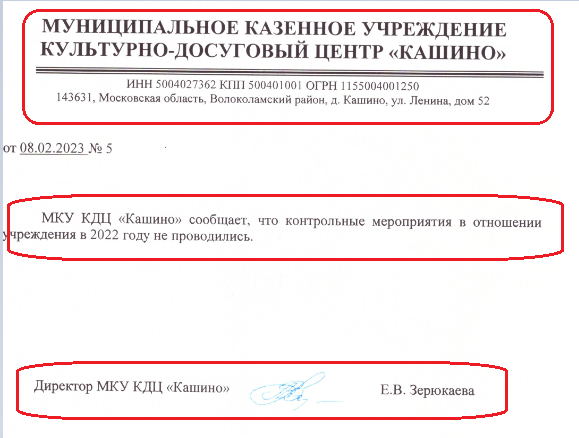 МУНИЦИПАЛЬНОЕ КАЗЕННОЕ УЧРЕЖДЕНИЕ
КУЛЬТУРНО-ДОСУГОВЫЙ ЦЕНТР «КАШИНО»
ИНН 5004027362 КПП 500401001 ОГРН 1155004001250
143631, Московская область, Волоколамский район, д. Кашино, ул. Ленина, дом 52
от 08.02.2023 № 5
МКУ КДЦ «Кашино» сообщает, что контрольные мероприятия в отношении
учреждения в 2022 году не проводились.
Директор МКУ КДЦ «Кашино» Е.В. Зерюкаева